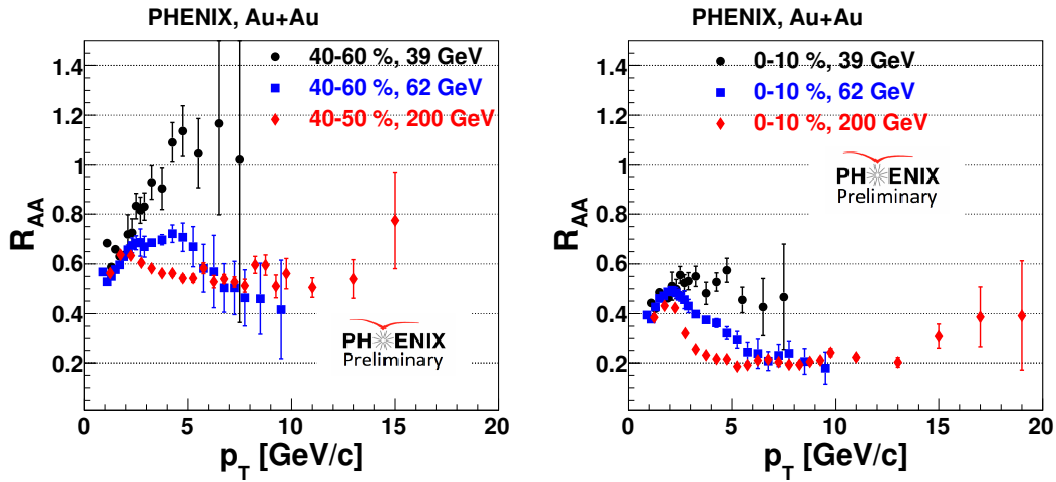 PHENIX, Au+Au
40-60 %, 39 GeV
40-60 %, 62 GeV
40-50 %, 200 GeV
1.4
1.2
1
0.8
0.6
0.4
0.2
R_AA
PHENIX
Preliminary
0 5 10 15 20
p_T [GeV/c]
PHENIX, Au+Au
0-10 %, 39 GeV
0-10 %, 62 GeV
0-10 %, 200 GeV
PHENIX
Preliminary
1.4
1.2
1
0.8
0.6
0.4
0.2
R_AA
0 5 10 15 20
p_T [GeV/c]